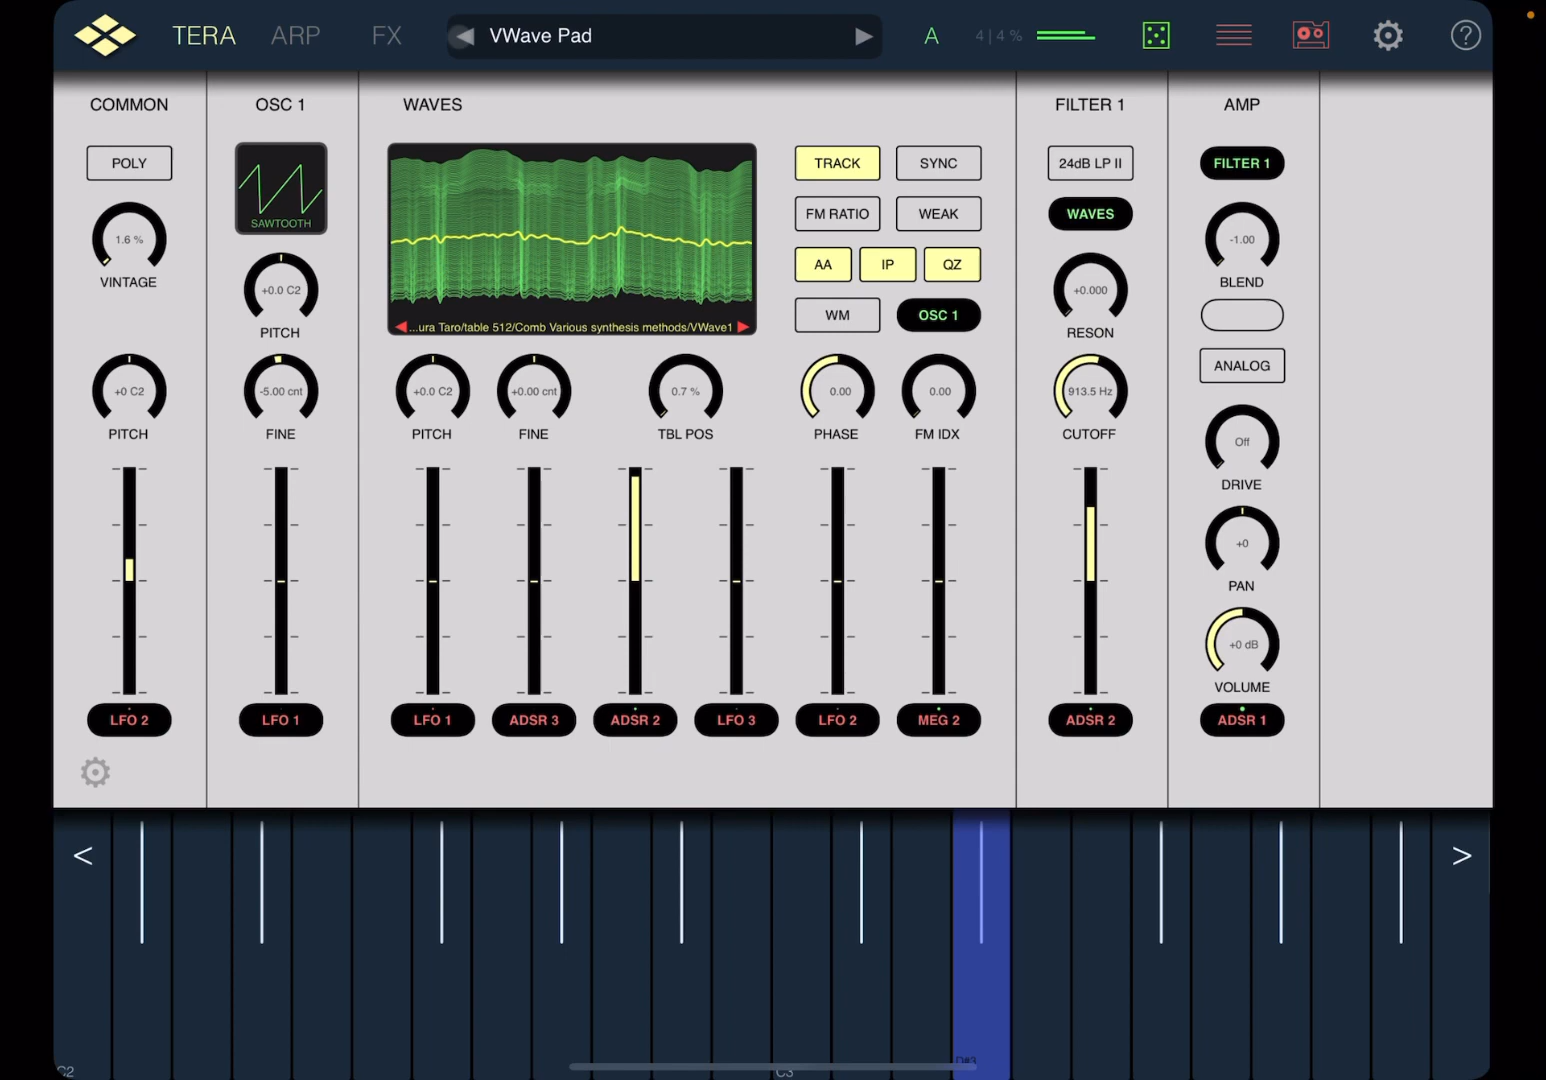 TERA ARP FX VWave Pad A 4|4 %
COMMON OSC 1 WAVES FILTER 1 AMP
POLY TRACK SYNC 24dB LP II FILTER 1
SAWTOOTH
FM RATIO WEAK WAVES
1.6 % -1.00
VINTAGE AA IP QZ BLEND
+0.0 C2 +0.000
PITCH WM OSC 1 RESON
...ura Taro/table 512/Comb Various synthesis methods/VWave1
ANALOG
+0 C2 -5.00 cnt +0.0 C2 +0.00 cnt 0.7 % 0.00 0.00 913.5 Hz
PITCH FINE PITCH FINE TBL POS PHASE FM IDX CUTOFF
Off
DRIVE
+0
PAN
+0 dB
VOLUME
LFO 2 LFO 1 LFO 1 ADSR 3 ADSR 2 LFO 3 LFO 2 MEG 2 ADSR 2 ADSR 1
< >
D#3
C2 C3